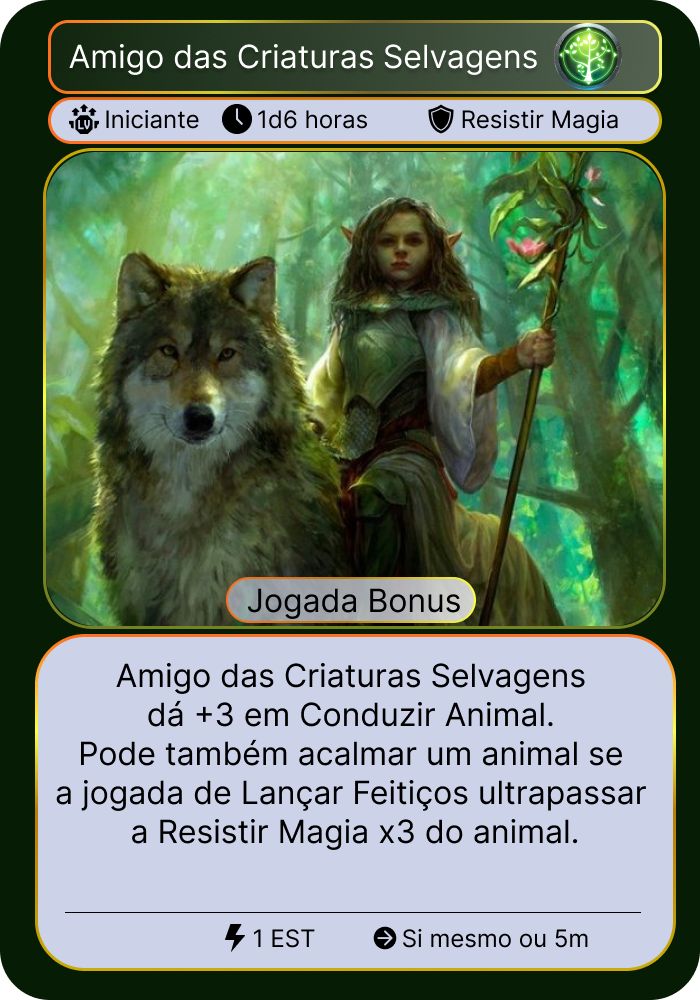 Amigo das Criaturas Selvagens
LV Iniciante 1d6 horas Resistir Magia
Jogada Bonus
Amigo das Criaturas Selvagens
dá +3 em Conduzir Animal.
Pode também acalmar um animal se
a jogada de Lançar Feitiços ultrapassar
a Resistir Magia x3 do animal.
1 EST Si mesmo ou 5m